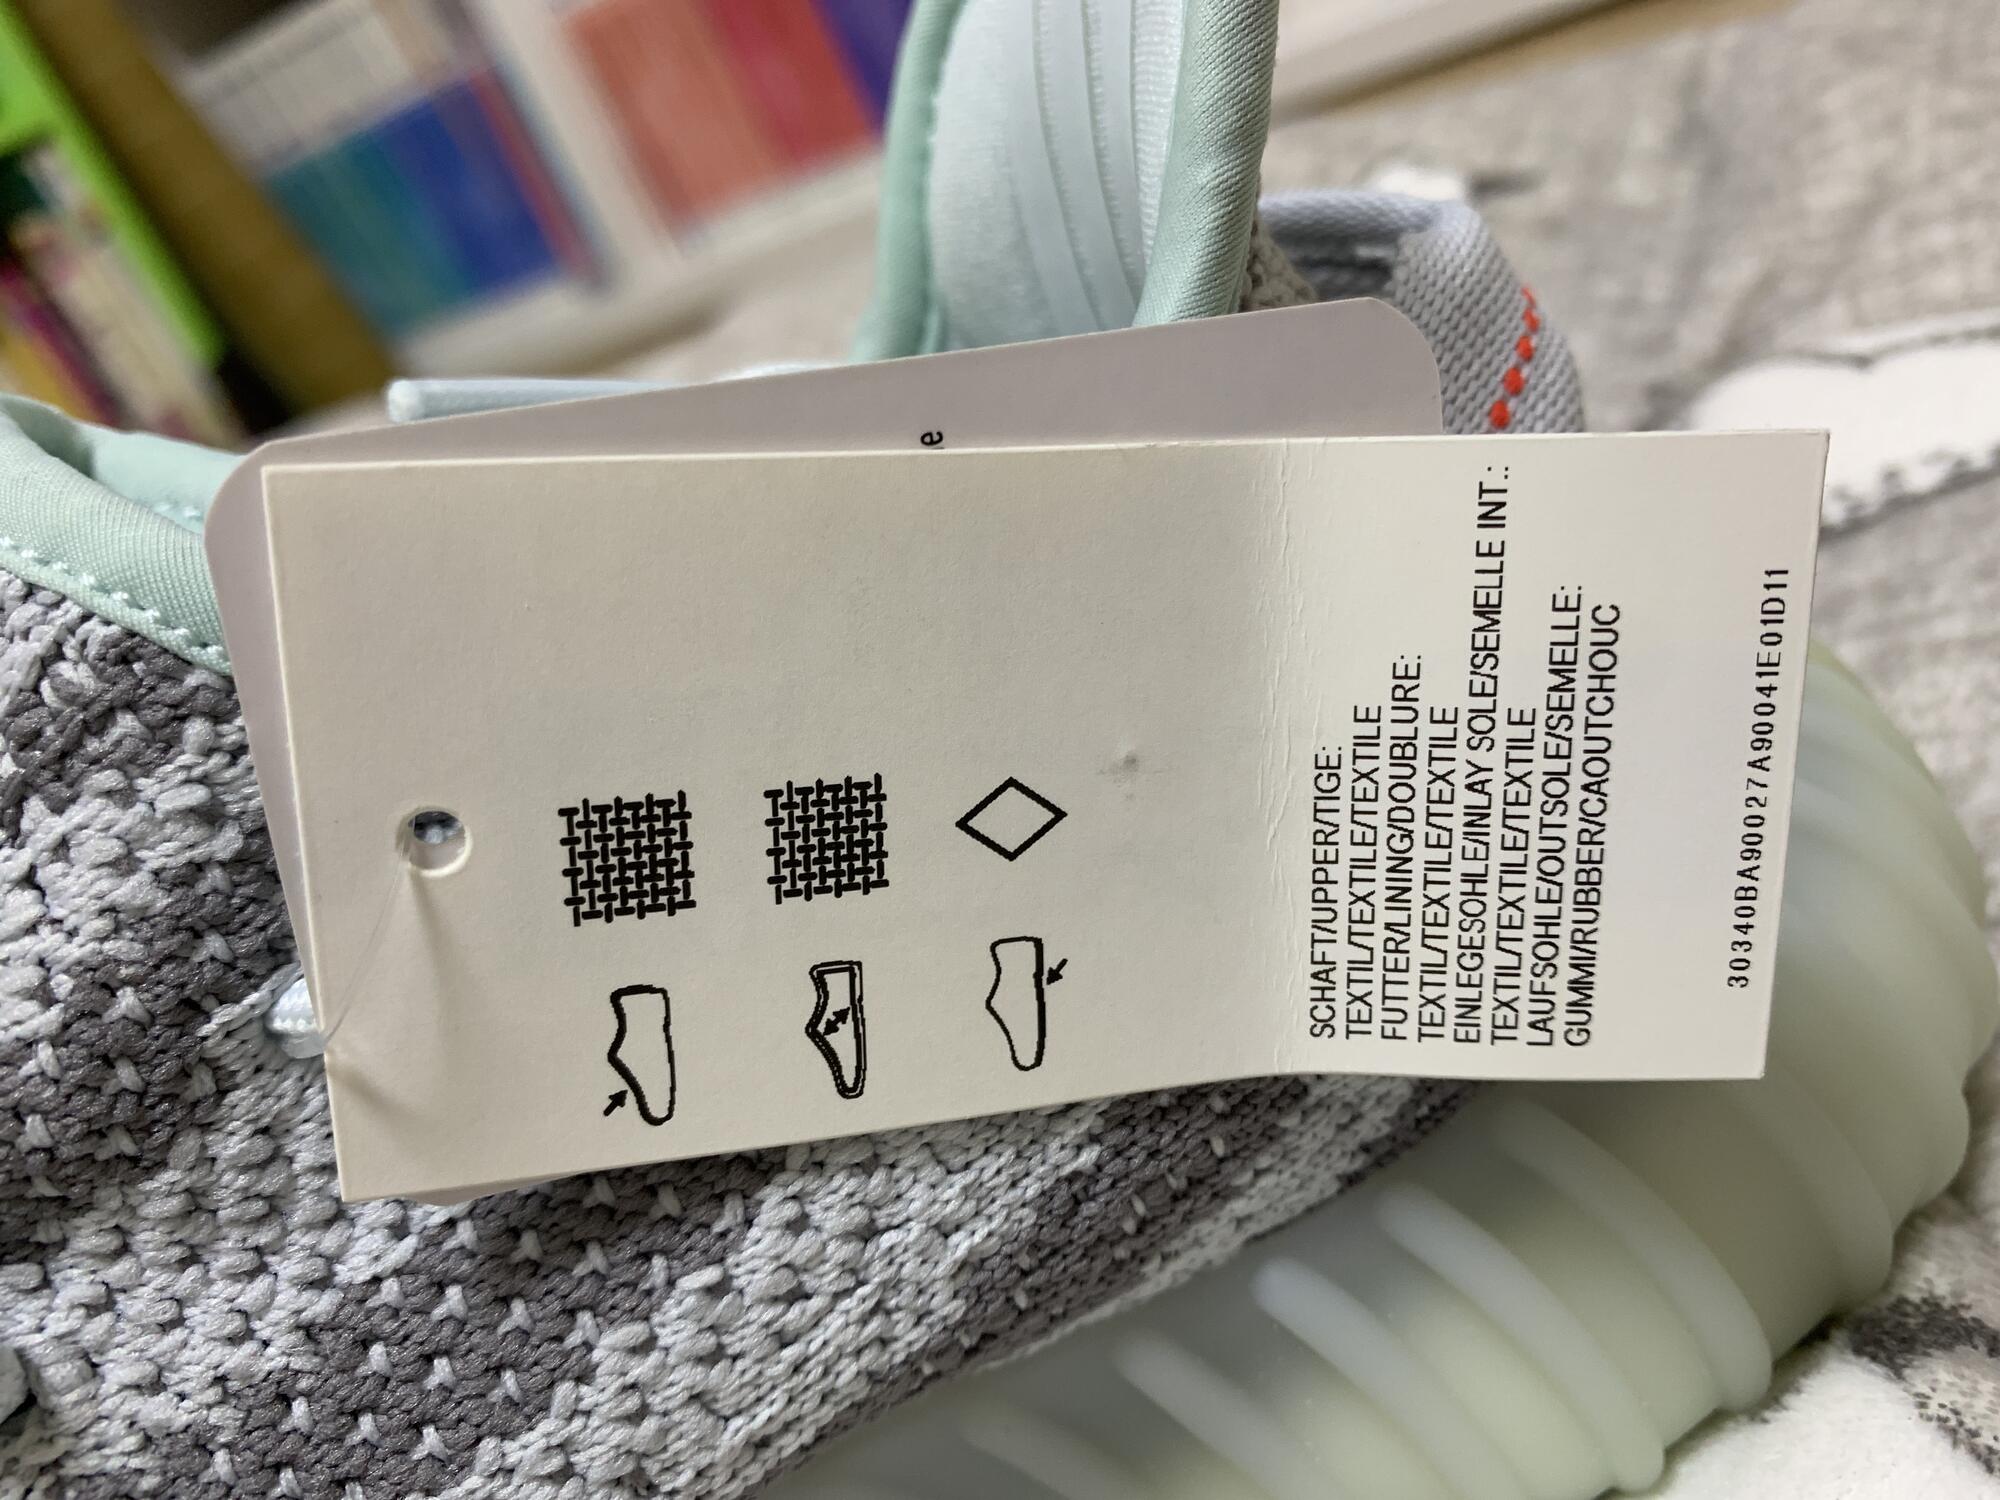 SCHAFT/UPPER/TIGE:
TEXTIL/TEXTILE/TEXTILE
FUTTER/LINING/DOUBLURE:
TEXTIL/TEXTILE/TEXTILE
EINLEGESOHLE/INLAY SOLE/SEMELLE INT.:
TEXTIL/TEXTILE/TEXTILE
LAUFSOHLE/OUTSOLE/SEMELLE:
GUMMI/RUBBER/CAOUTCHOUC
30340BA90027A90041E01D11